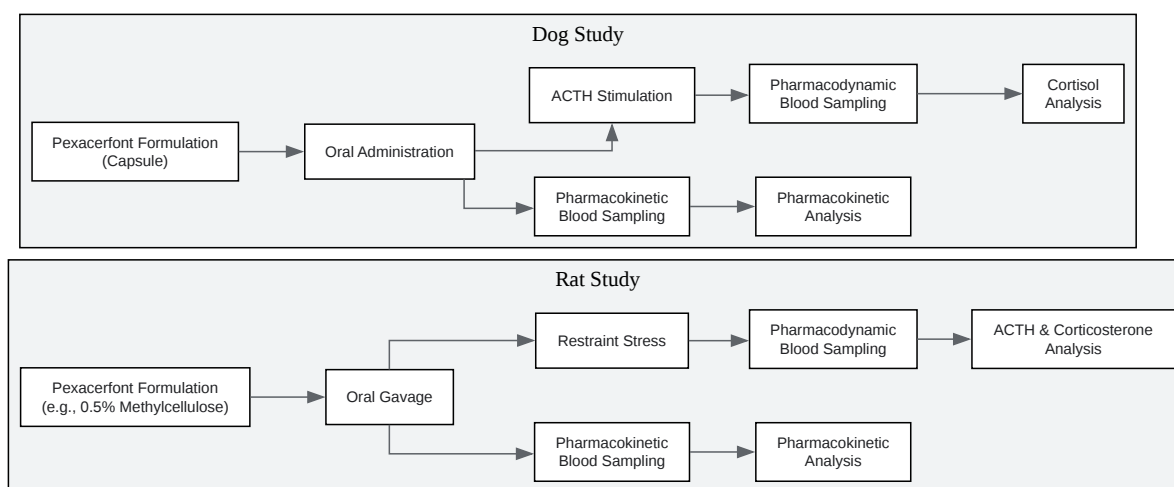 Dog Study
ACTH Stimulation
Pharmacodynamic
Blood Sampling
Cortisol
Analysis
Pexacerfont Formulation
(Capsule)
Oral Administration
Pharmacokinetic
Blood Sampling
Pharmacokinetic
Analysis
Rat Study
Restraint Stress
Pharmacodynamic
Blood Sampling
ACTH & Corticosterone
Analysis
Pexacerfont Formulation
(e.g., 0.5% Methylcellulose)
Oral Gavage
Pharmacokinetic
Blood Sampling
Pharmacokinetic
Analysis